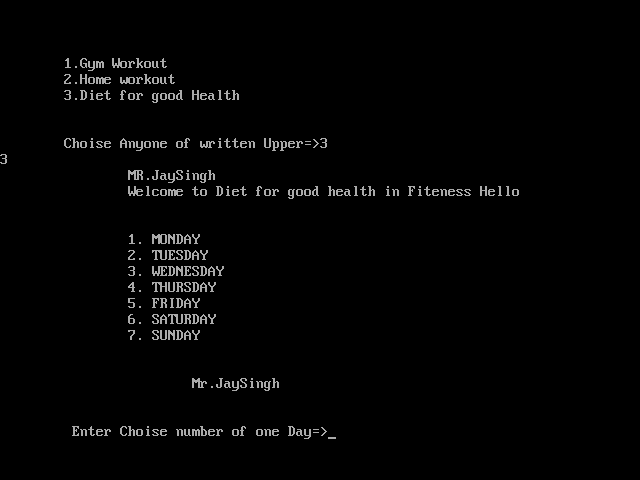 1.Gym Workout
2.Home workout
3.Diet for good Health
Choise Anyone of written Upper=>3
3
MR.JaySingh
Welcome to Diet for good health in Fiteness Hello
1. MONDAY
2. TUESDAY
3. WEDNESDAY
4. THURSDAY
5. FRIDAY
6. SATURDAY
7. SUNDAY
Mr.JaySingh
Enter Choise number of one Day=>_